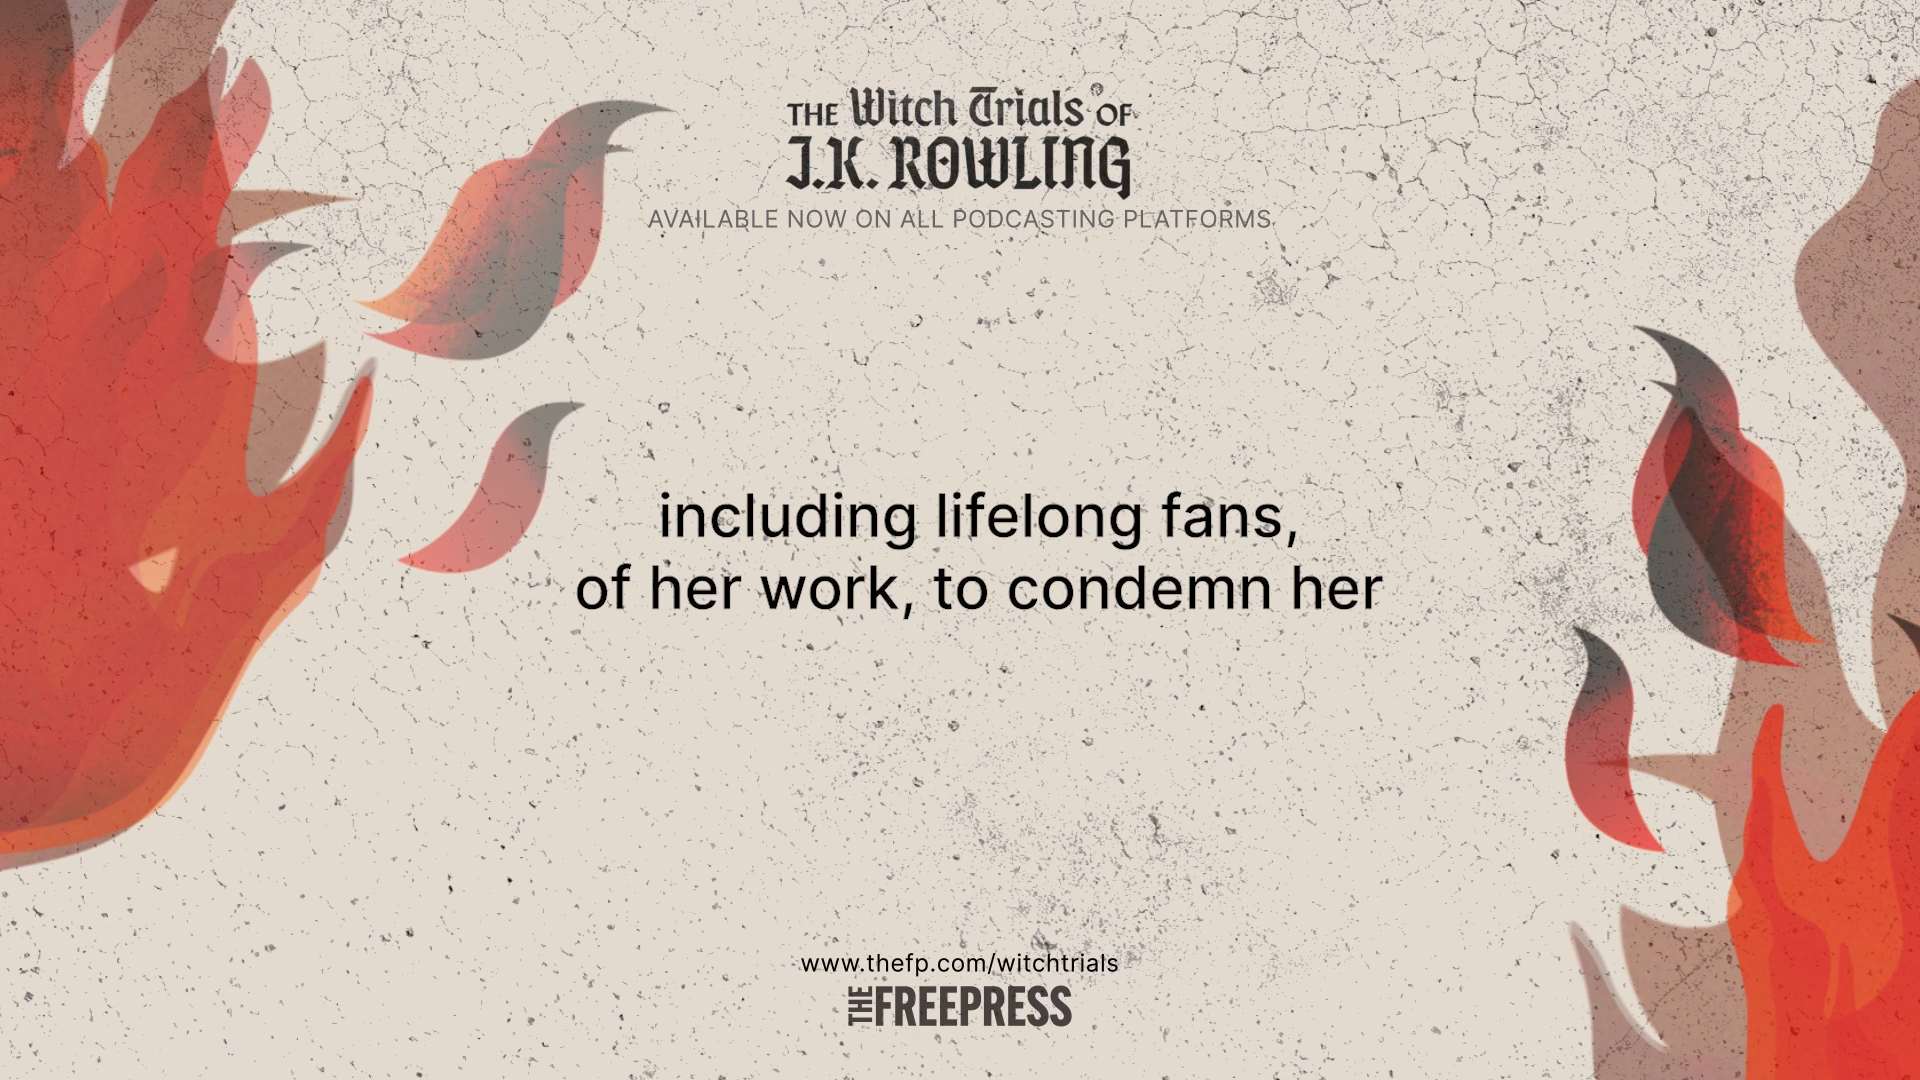 THE Witch Trials OF
J.K. ROWLING
AVAILABLE NOW ON ALL PODCASTING PLATFORMS
including lifelong fans,
of her work, to condemn her
www.thefp.com/witchtrials
THE FREEPRESS